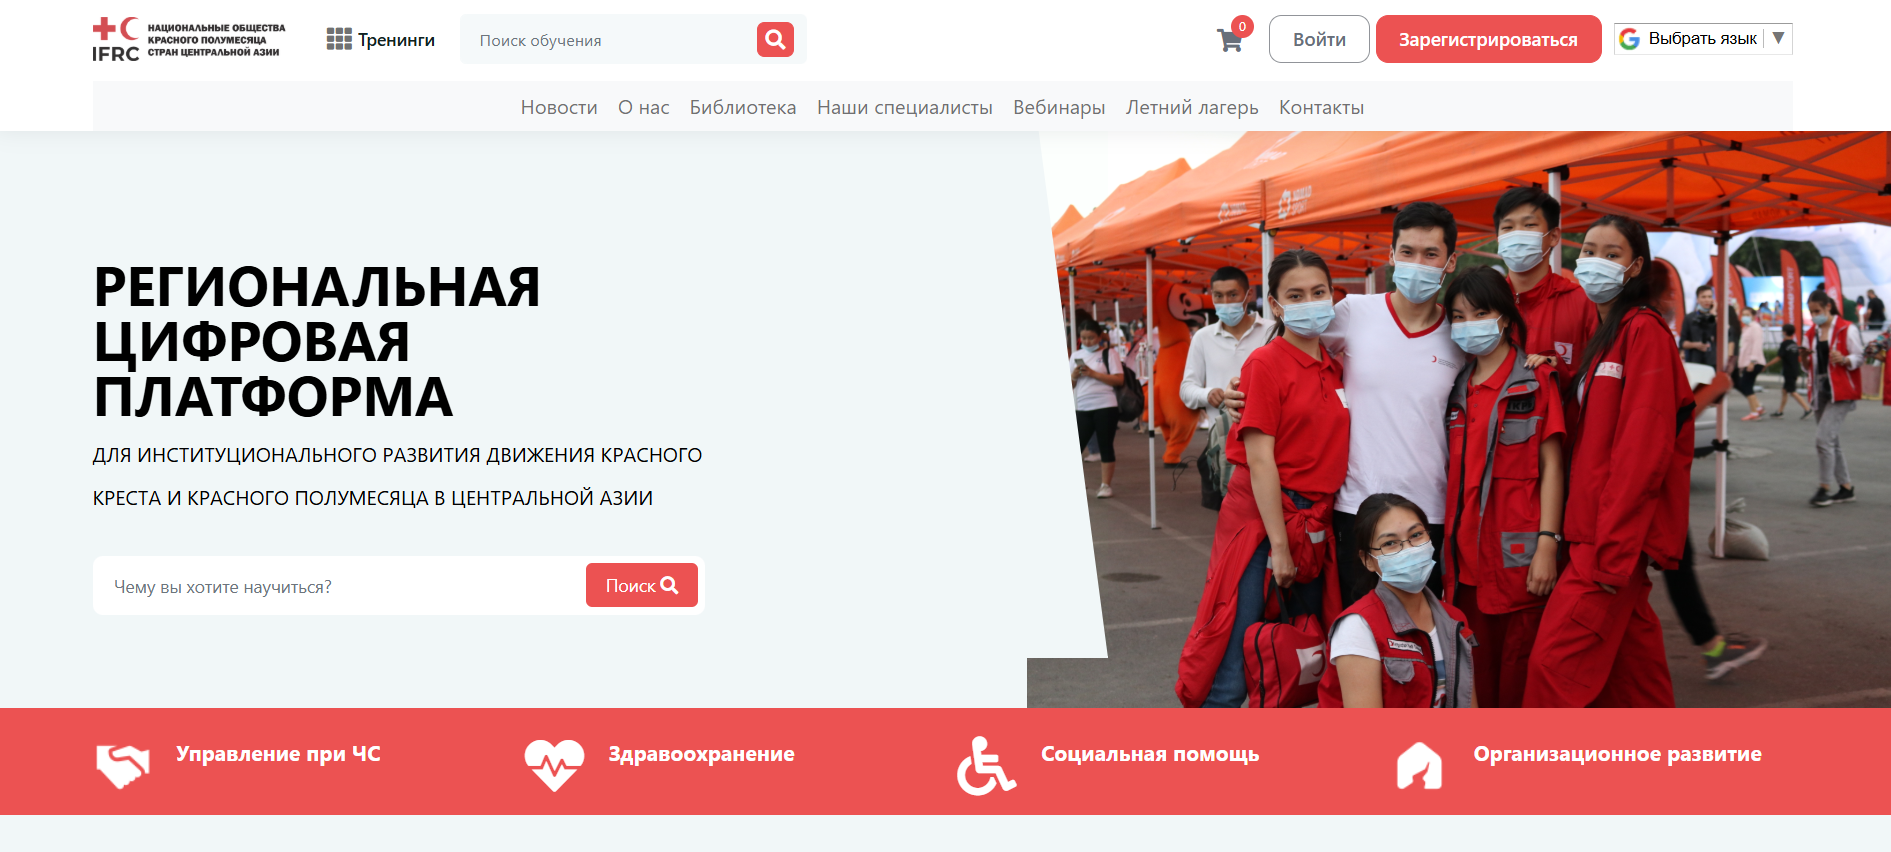 НАЦИОНАЛЬНЫЕ ОБЩЕСТВА
КРАСНОГО ПОЛУМЕСЯЦА
СТРАН ЦЕНТРАЛЬНОЙ АЗИИ
IFRC
Тренинги
Поиск обучения
0
Войти
Зарегистрироваться
Выбрать язык
Новости О нас Библиотека Наши специалисты Вебинары Летний лагерь Контакты
РЕГИОНАЛЬНАЯ
ЦИФРОВАЯ
ПЛАТФОРМА
ДЛЯ ИНСТИТУЦИОНАЛЬНОГО РАЗВИТИЯ ДВИЖЕНИЯ КРАСНОГО
КРЕСТА И КРАСНОГО ПОЛУМЕСЯЦА В ЦЕНТРАЛЬНОЙ АЗИИ
Чему вы хотите научиться?
Поиск
Управление при ЧС
Здравоохранение
Социальная помощь
Организационное развитие